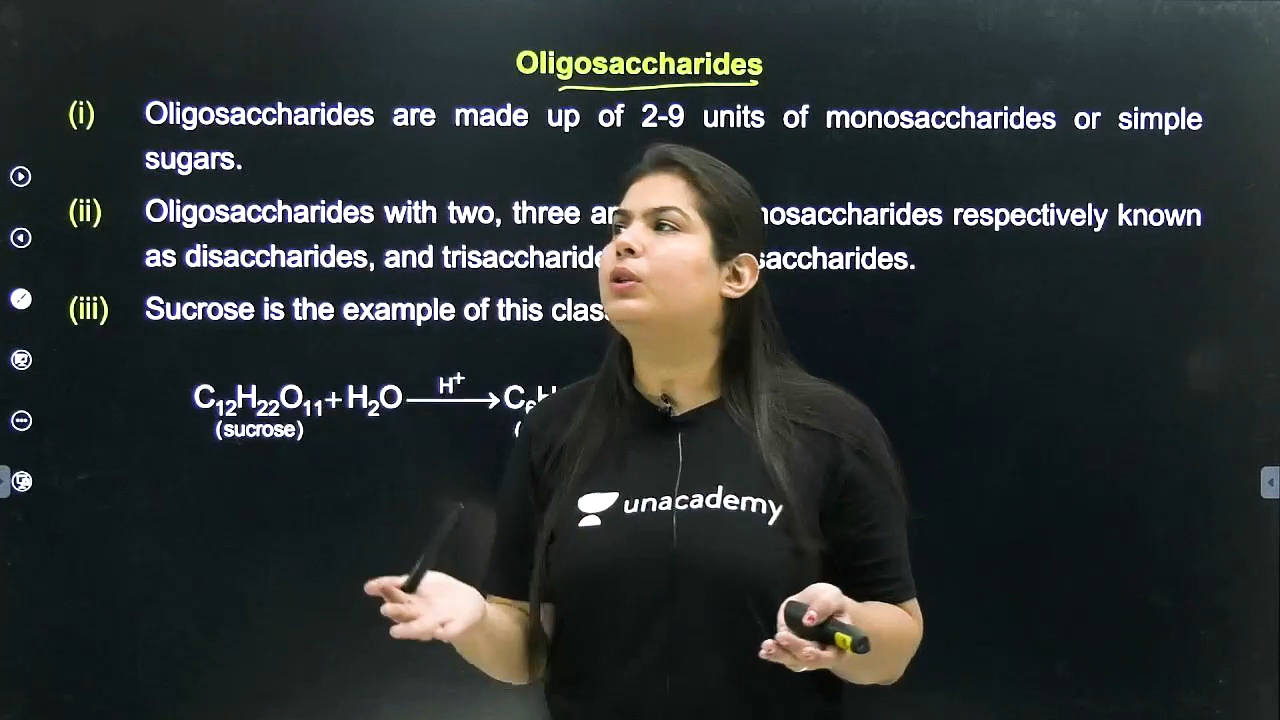 Oligosaccharides
(i) Oligosaccharides are made up of 2-9 units of monosaccharides or simple
sugars.
(ii) Oligosaccharides with two, three nosaccharides respectively known
as disaccharides, and trisaccharide saccharides.
(iii) Sucrose is the example of this clas
C₁₂H₂₂O₁₁ + H₂O ⟶ C₆H
H⁺
(sucrose) (
unacademy